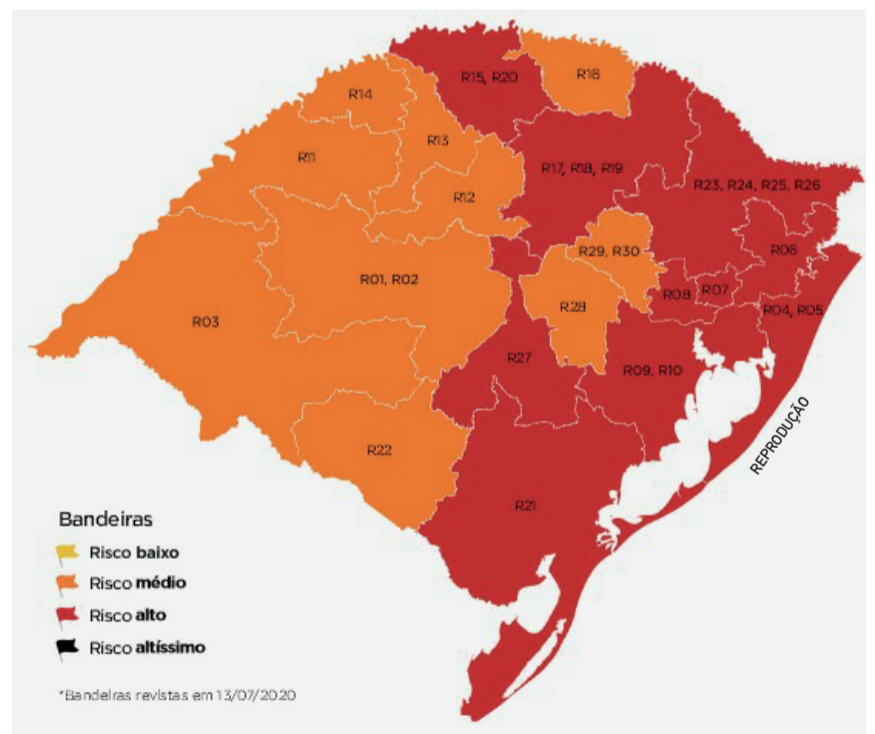 R15, R20
R16
R14
R13
R11
R17, R18, R19
R23, R24, R25, R26
R12
R29, R30
R06
R01, R02
R08
R07
R28
R04, R05
R03
R27
R09, R10
REPRODUÇÃO
R22
R21
Bandeiras
Risco baixo
Risco médio
Risco alto
Risco altíssimo
*Bandeiras revistas em 13/07/2020